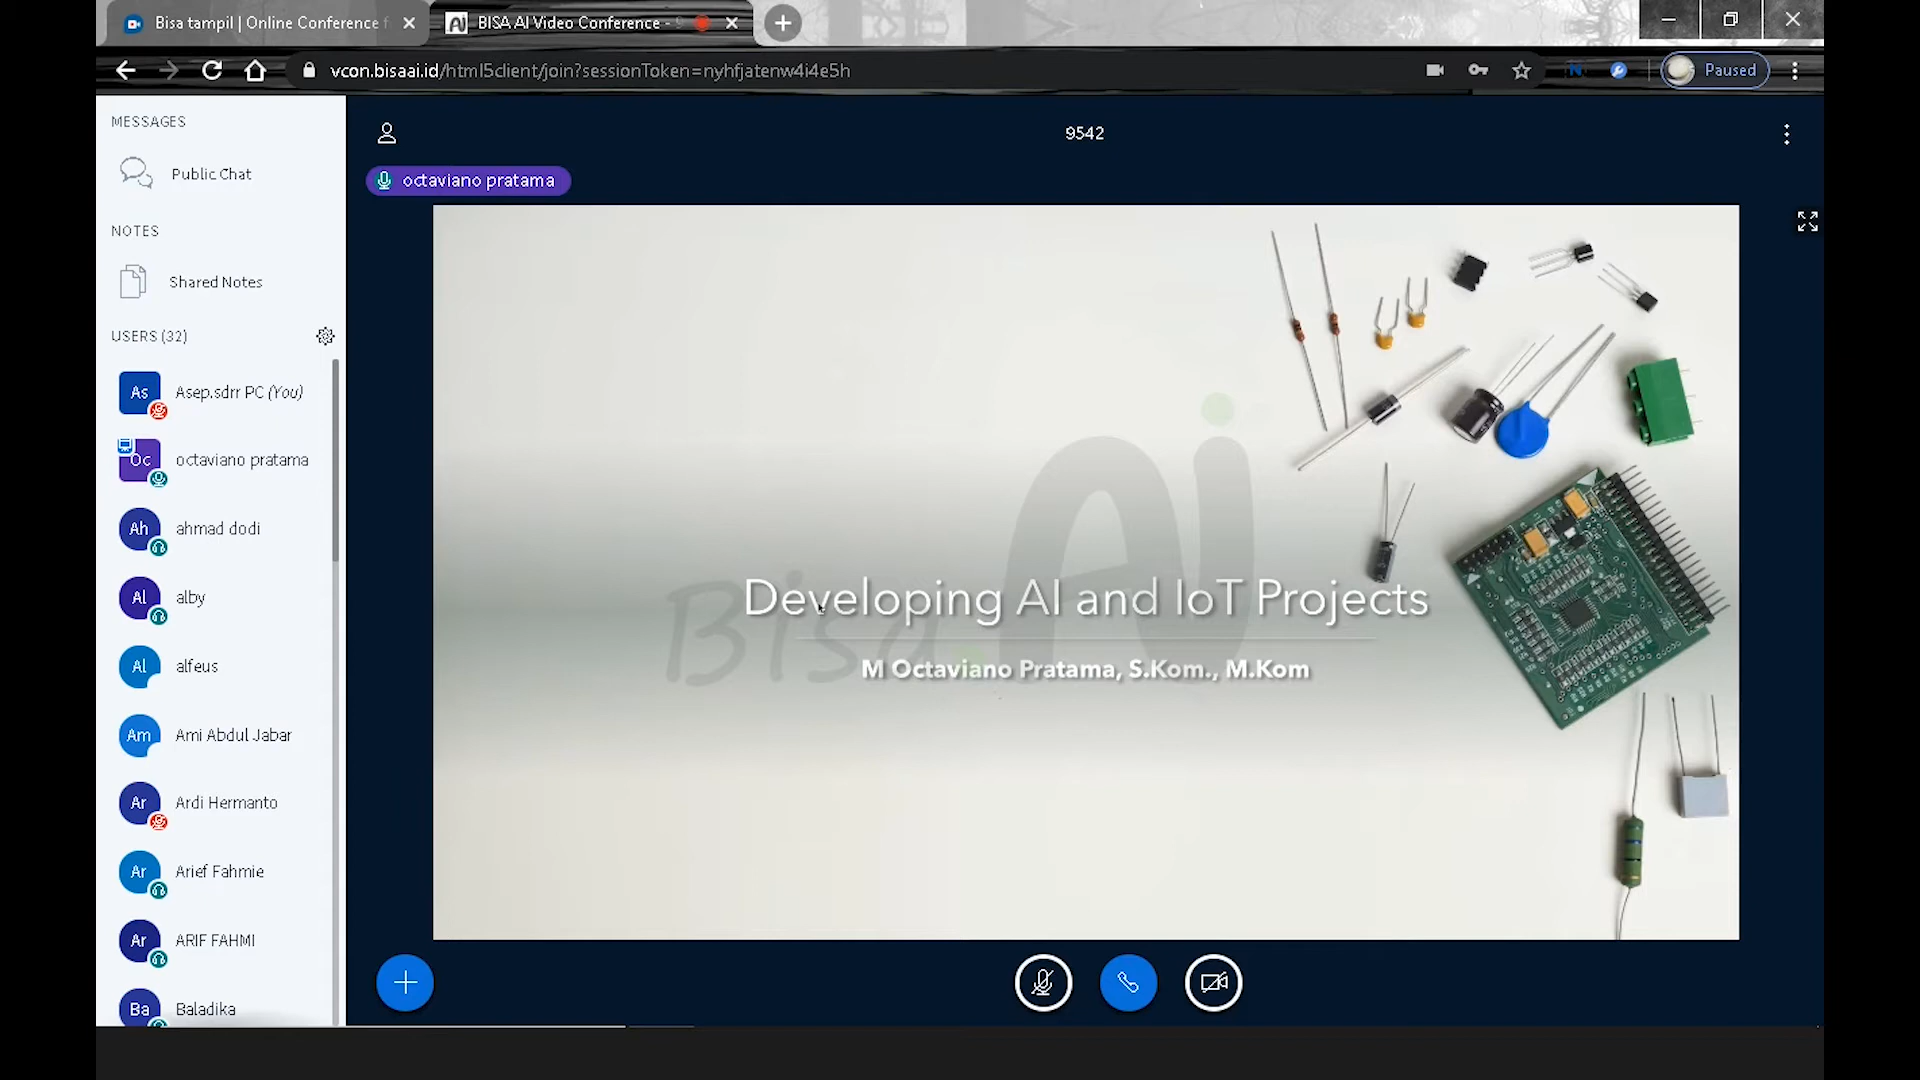 Bisa tampil | Online Conference f
BISA AI Video Conference - 9
vcon.bisaai.id/html5client/join?sessionToken=nyhfjatenw4i4e5h
Paused
MESSAGES
Public Chat
NOTES
Shared Notes
USERS (32)
As
Asep.sdrr PC (You)
Oc
octaviano pratama
Ah
ahmad dodi
Al
alby
Al
alfeus
Am
Ami Abdul Jabar
Ar
Ardi Hermanto
Ar
Arief Fahmie
Ar
ARIF FAHMI
Ba
Baladika
9542
octaviano pratama
Bisa AI
Developing AI and IoT Projects
M Octaviano Pratama, S.Kom., M.Kom